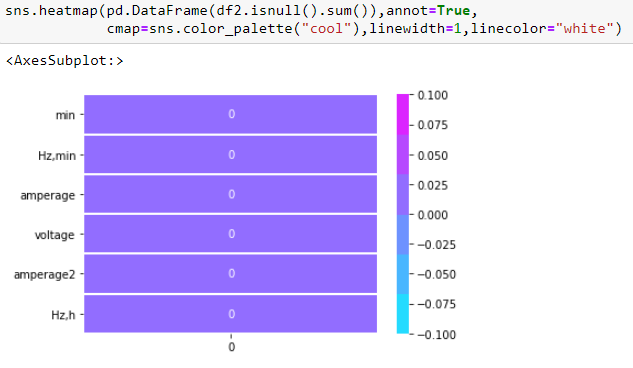 sns.heatmap(pd.DataFrame(df2.isnull().sum()),annot=True,
cmap=sns.color_palette("cool"),linewidth=1,linecolor="white")
<AxesSubplot:>
min 0
Hz,min 0
amperage 0
voltage 0
amperage2 0
Hz,h 0
0
0.100
0.075
0.050
0.025
0.000
−0.025
−0.050
−0.075
−0.100